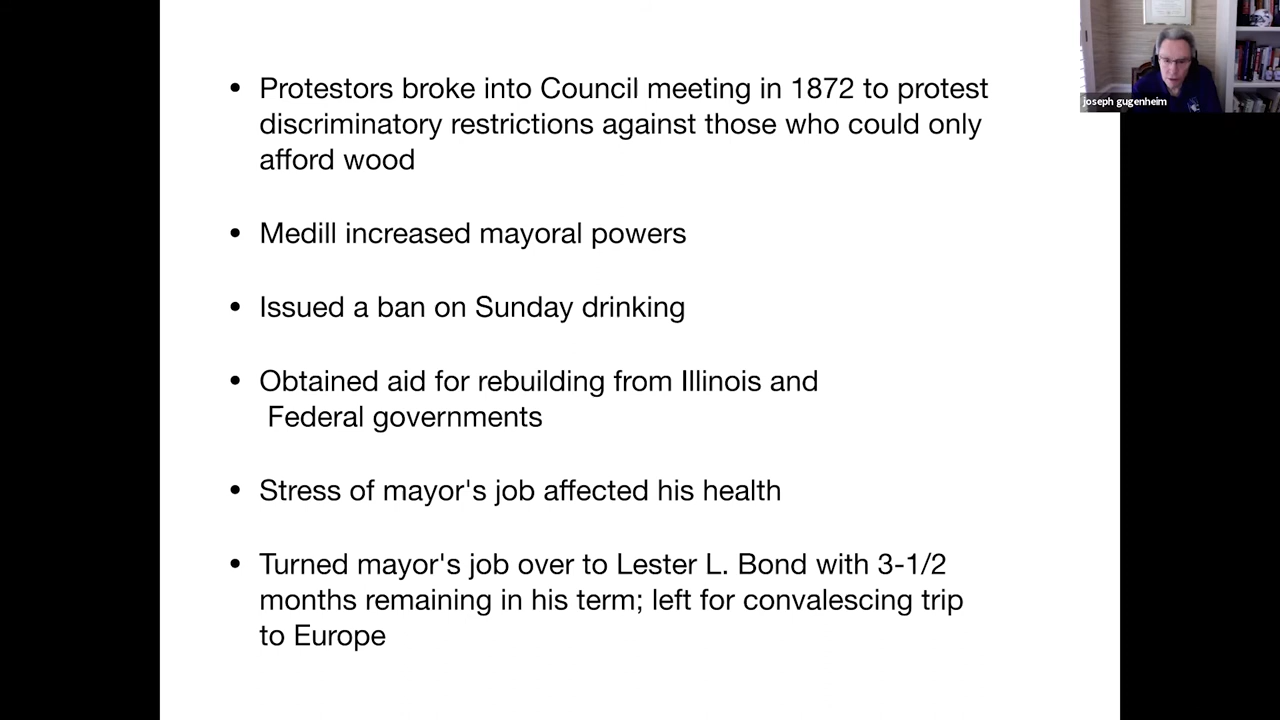 • Protestors broke into Council meeting in 1872 to protest
discriminatory restrictions against those who could only
afford wood
• Medill increased mayoral powers
• Issued a ban on Sunday drinking
• Obtained aid for rebuilding from Illinois and
Federal governments
• Stress of mayor's job affected his health
• Turned mayor's job over to Lester L. Bond with 3-1/2
months remaining in his term; left for convalescing trip
to Europe
joseph gugenheim